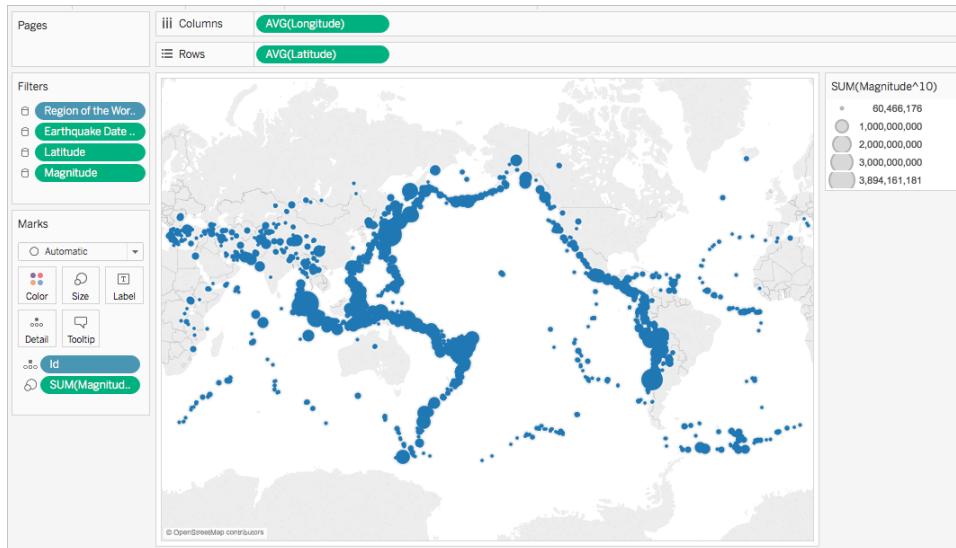 Pages
Columns
AVG(Longitude)
Rows
AVG(Latitude)
Filters
Region of the Wor..
Earthquake Date ..
Latitude
Magnitude
Marks
Automatic
Color
Size
Label
Detail
Tooltip
Id
SUM(Magnitud..
© OpenStreetMap contributors
SUM(Magnitude^10)
60,466,176
1,000,000,000
2,000,000,000
3,000,000,000
3,894,161,181